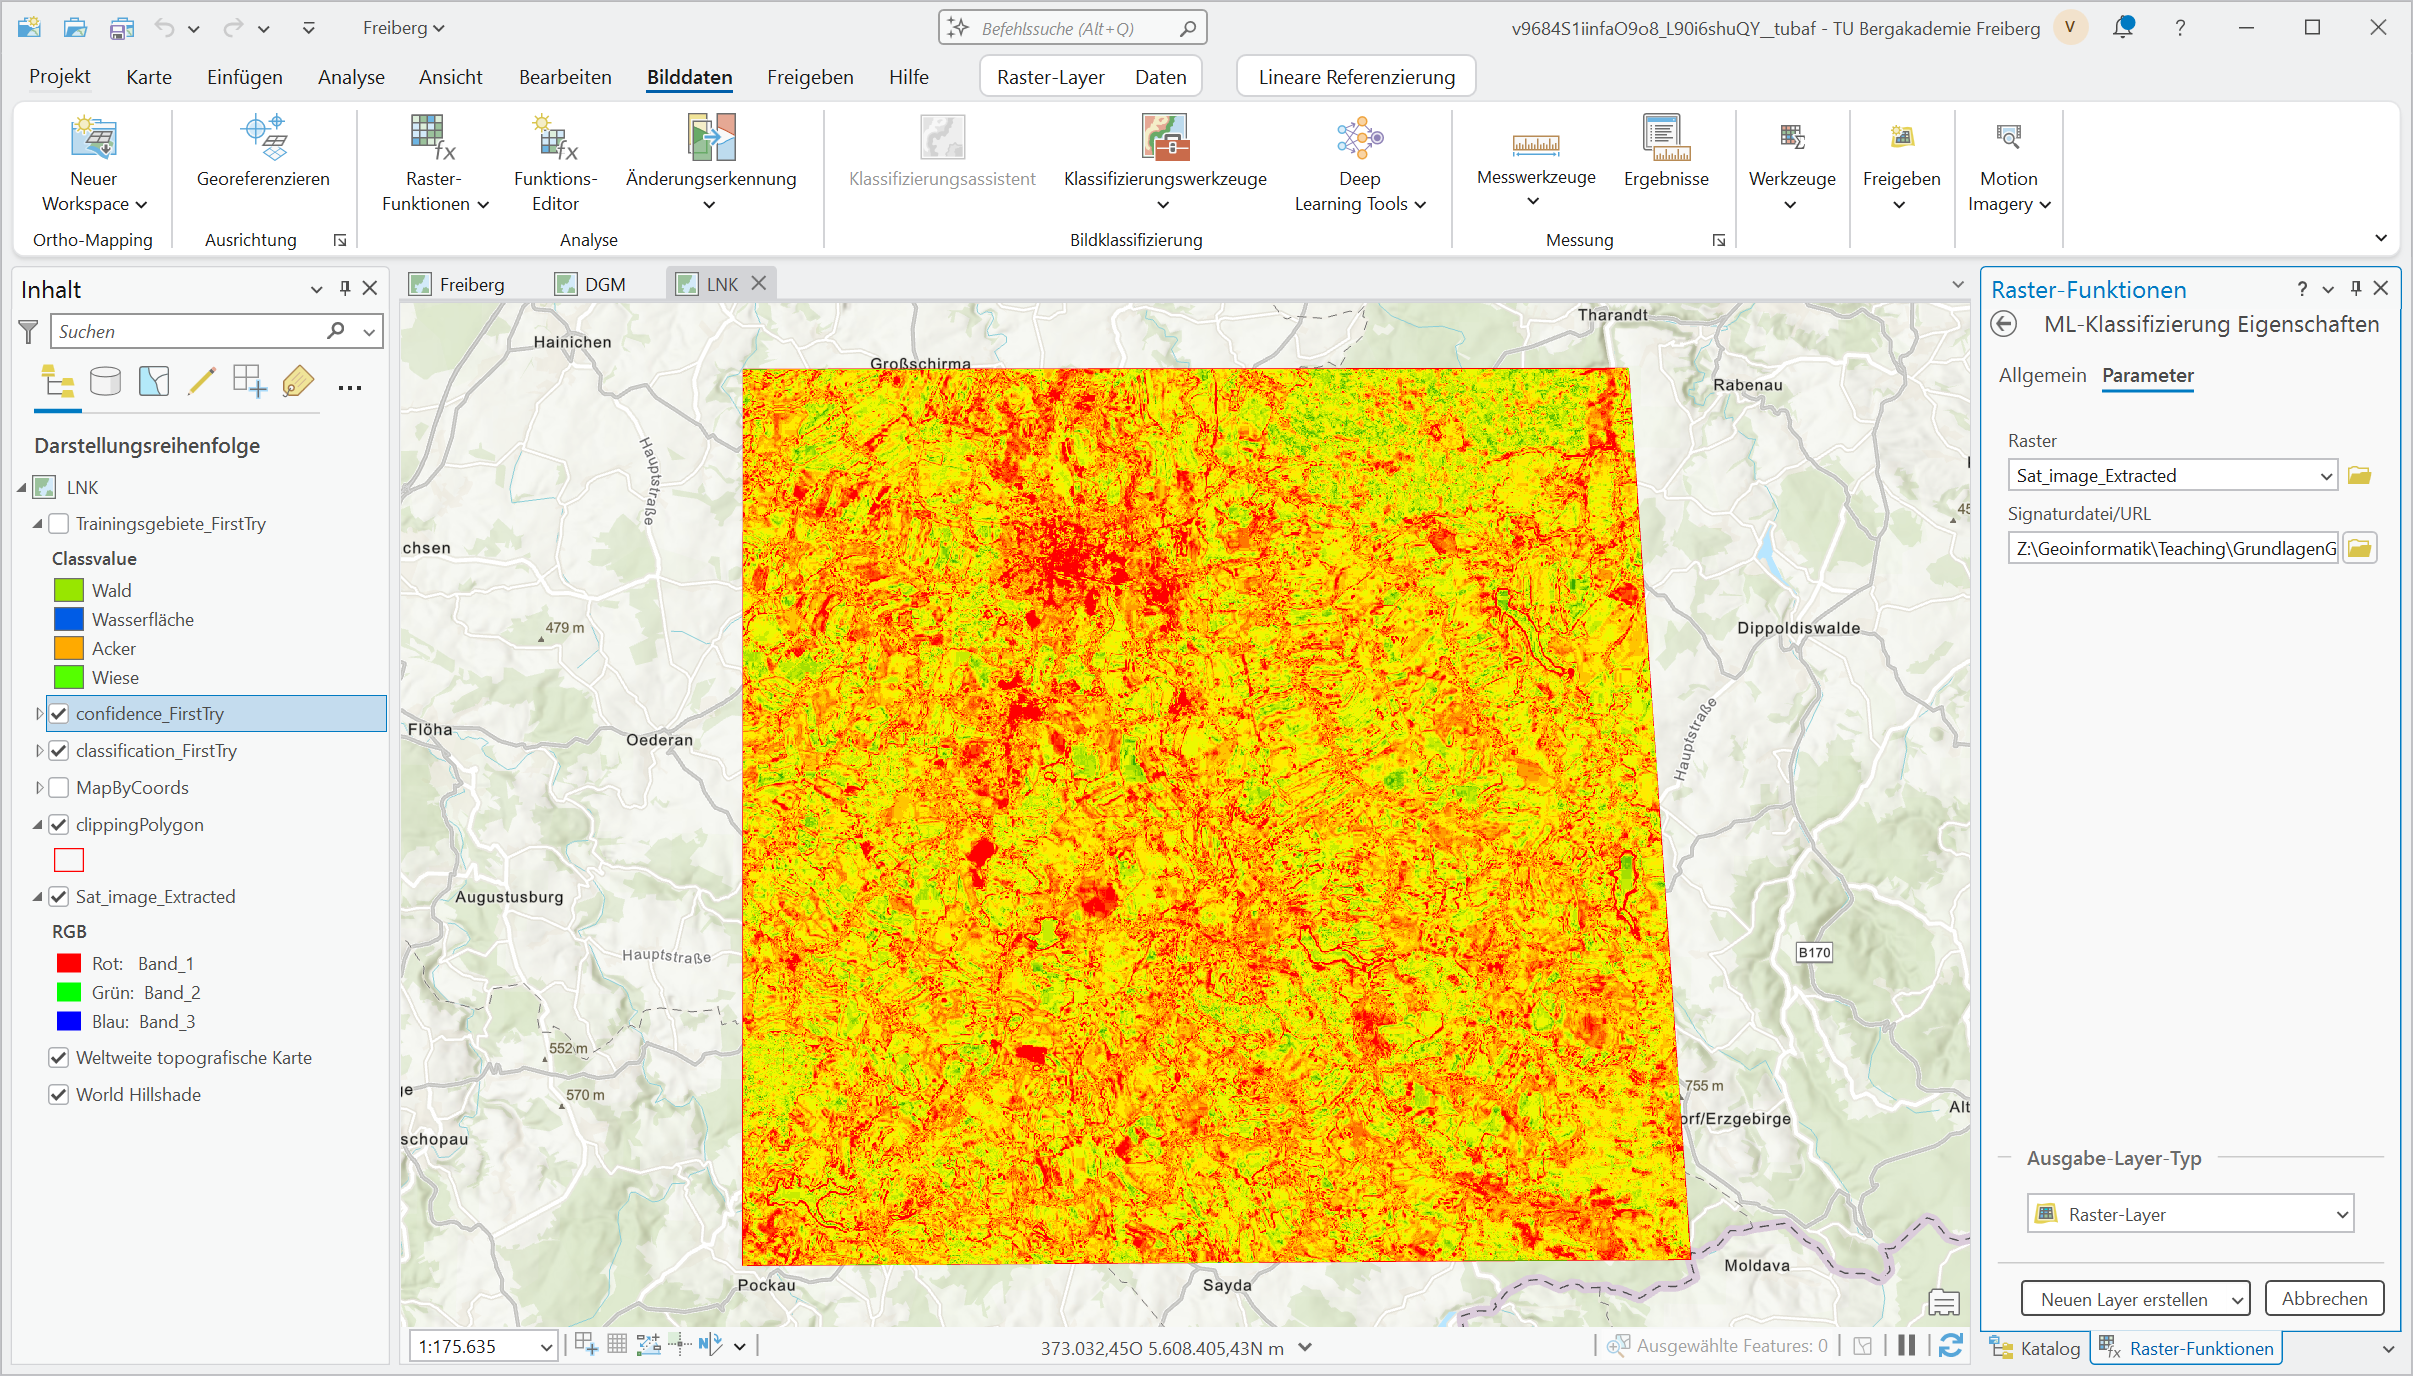 Freiberg
Befehlssuche (Alt+Q)
v9684S1iinfaO9o8_L90i6shuQY__tubaf - TU Bergakademie Freiberg
V
?
Projekt
Karte
Einfügen
Analyse
Ansicht
Bearbeiten
Bilddaten
Freigeben
Hilfe
Raster-Layer
Daten
Lineare Referenzierung
Neuer
Workspace
Georeferenzieren
Raster-
Funktionen
Funktions-
Editor
Änderungserkennung
Klassifizierungsassistent
Klassifizierungswerkzeuge
Deep
Learning Tools
Messwerkzeuge
Ergebnisse
Werkzeuge
Freigeben
Motion
Imagery
Ortho-Mapping
Ausrichtung
Analyse
Bildklassifizierung
Messung
Inhalt
Suchen
Darstellungsreihenfolge
LNK
Trainingsgebiete_FirstTry
Classvalue
Wald
Wasserfläche
Acker
Wiese
confidence_FirstTry
classification_FirstTry
MapByCoords
clippingPolygon
Sat_image_Extracted
RGB
Rot: Band_1
Grün: Band_2
Blau: Band_3
Weltweite topografische Karte
World Hillshade
Freiberg
DGM
LNK
Hainichen
Großschirma
Tharandt
Rabenau
Hauptstraße
chsen
479 m
Dippoldiswalde
Flöha
Oederan
Hauptstraße
Augustusburg
Hauptstraße
B170
552 m
570 m
ge
schopau
755 m
orf/Erzgebirge
Alt
45
Pockau
Sayda
Moldava
1:175.635
373.032,45O 5.608.405,43N m
Ausgewählte Features: 0
Raster-Funktionen
?
ML-Klassifizierung Eigenschaften
Allgemein
Parameter
Raster
Sat_image_Extracted
Signaturdatei/URL
Z:\Geoinformatik\Teaching\GrundlagenG
Ausgabe-Layer-Typ
Raster-Layer
Neuen Layer erstellen
Abbrechen
Katalog
Raster-Funktionen